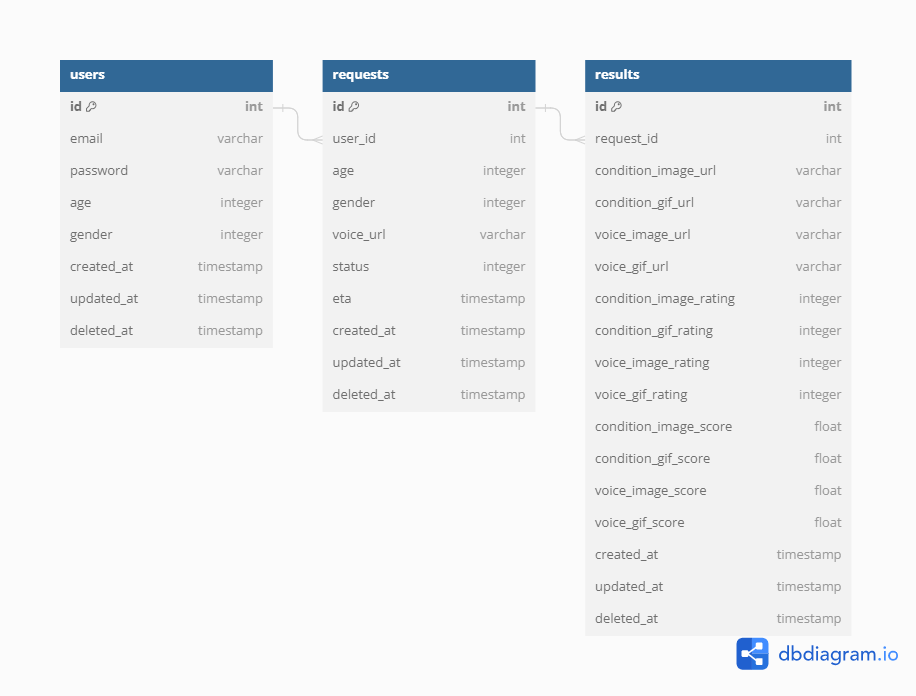 users
id int
email varchar
password varchar
age integer
gender integer
created_at timestamp
updated_at timestamp
deleted_at timestamp
requests
id int
user_id int
age integer
gender integer
voice_url varchar
status integer
eta timestamp
created_at timestamp
updated_at timestamp
deleted_at timestamp
results
id int
request_id int
condition_image_url varchar
condition_gif_url varchar
voice_image_url varchar
voice_gif_url varchar
condition_image_rating integer
condition_gif_rating integer
voice_image_rating integer
voice_gif_rating integer
condition_image_score float
condition_gif_score float
voice_image_score float
voice_gif_score float
created_at timestamp
updated_at timestamp
deleted_at timestamp
dbdiagram.io